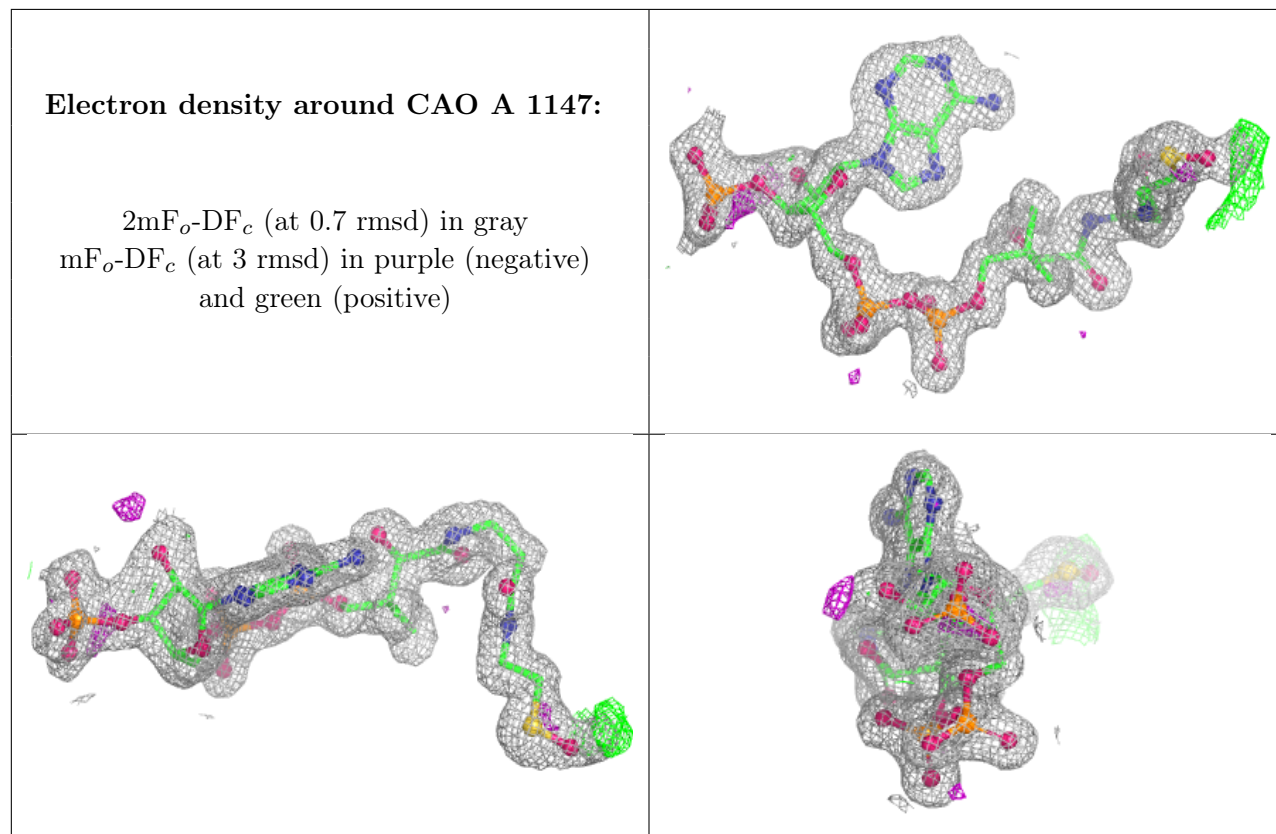 Electron density around CAO A 1147:
2mFo-DFc (at 0.7 rmsd) in gray
mFo-DFc (at 3 rmsd) in purple (negative)
and green (positive)